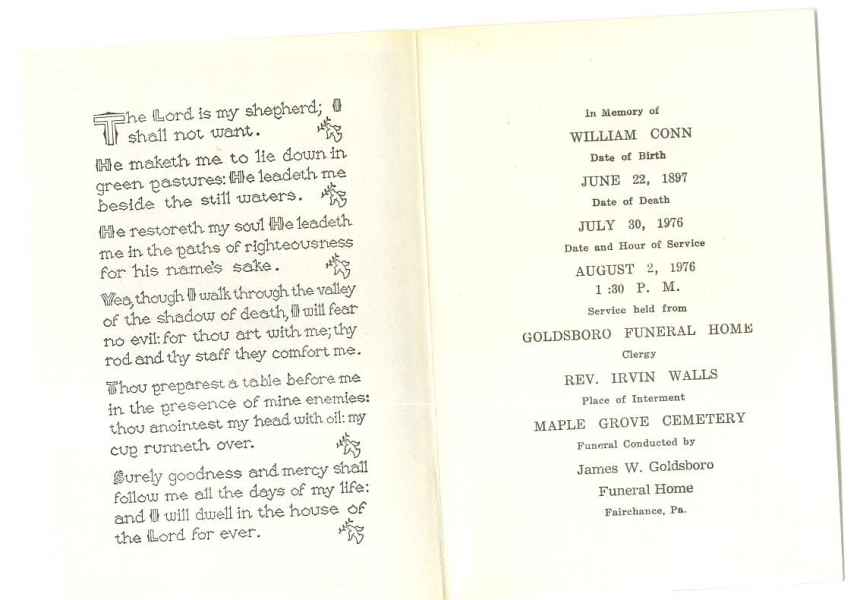 The Lord is my shepherd; I
shall not want.
He maketh me to lie down in
green pastures: He leadeth me
beside the still waters.
He restoreth my soul He leadeth
me in the paths of righteousness
for his name's sake.
Yea, though I walk through the valley
of the shadow of death, I will fear
no evil: for thou art with me; thy
rod and thy staff they comfort me.
Thou preparest a table before me
in the presence of mine enemies:
thou anointest my head with oil: my
cup runneth over.
Surely goodness and mercy shall
follow me all the days of my life:
and I will dwell in the house of
the Lord for ever.
In Memory of
WILLIAM CONN
Date of Birth
JUNE 22, 1897
Date of Death
JULY 30, 1976
Date and Hour of Service
AUGUST 2, 1976
1 :30 P. M.
Service held from
GOLDSBORO FUNERAL HOME
Clergy
REV. IRVIN WALLS
Place of Interment
MAPLE GROVE CEMETERY
Funeral Conducted by
James W. Goldsboro
Funeral Home
Fairchance, Pa.